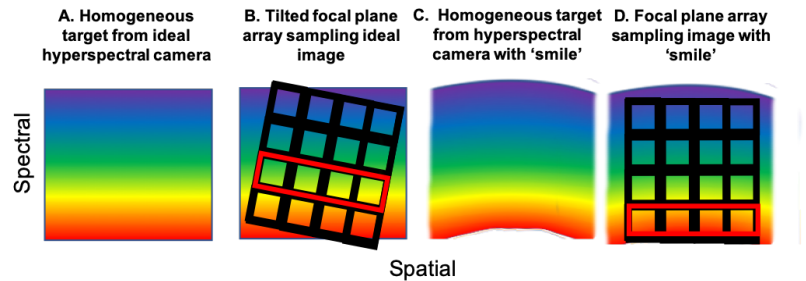 A. Homogeneous
target from ideal
hyperspectral camera
B. Tilted focal plane
array sampling ideal
image
C. Homogeneous target
from hyperspectral
camera with ‘smile’
D. Focal plane array
sampling image with
‘smile’
Spectral
Spatial